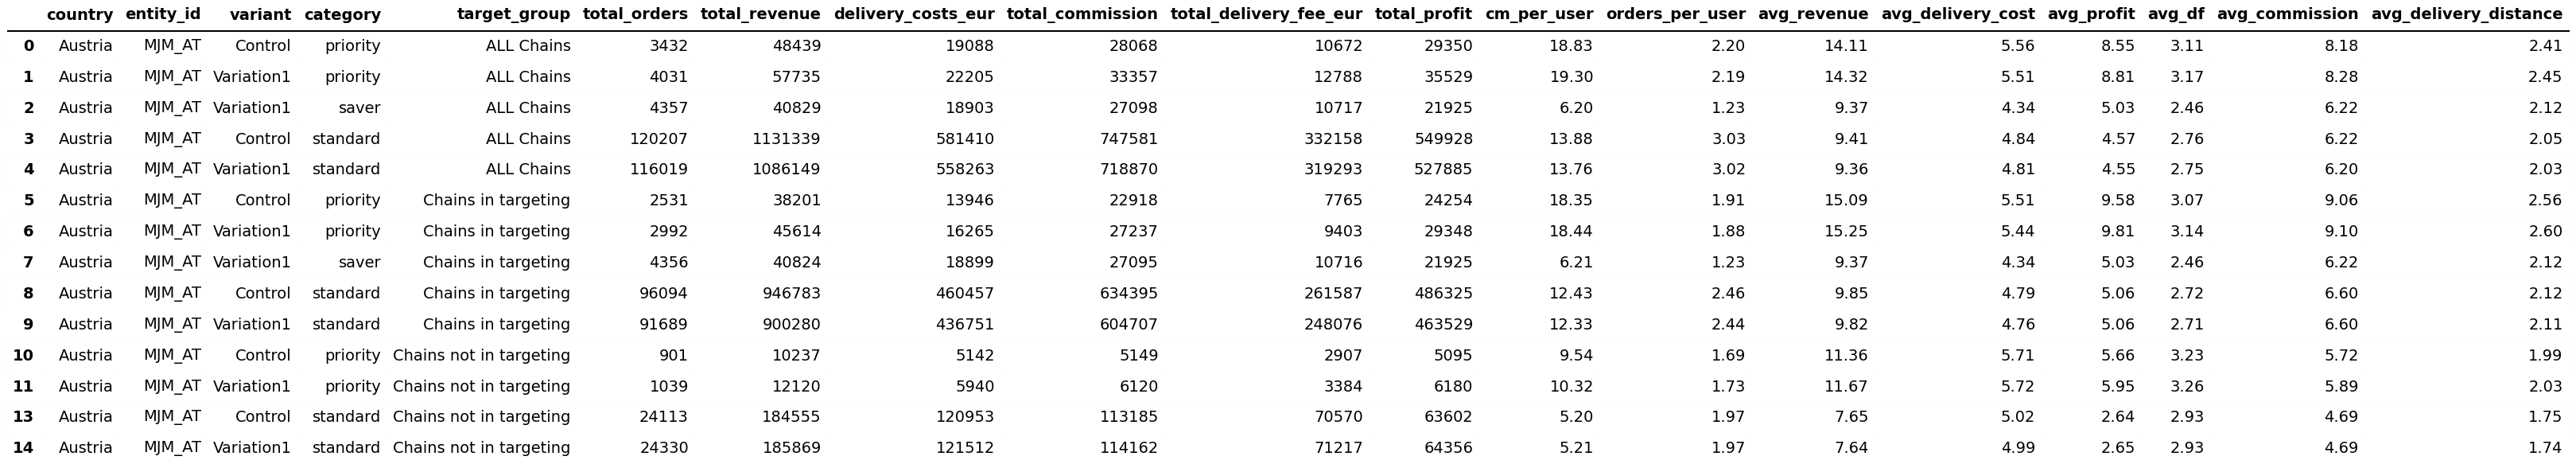 country entity_id variant category target_group total_orders total_revenue delivery_costs_eur total_commission total_delivery_fee_eur total_profit cm_per_user orders_per_user avg_revenue avg_delivery_cost avg_profit avg_df avg_commission avg_delivery_distance
0 Austria MJM_AT Control priority ALL Chains 3432 48439 19088 28068 10672 29350 18.83 2.20 14.11 5.56 8.55 3.11 8.18 2.41
1 Austria MJM_AT Variation1 priority ALL Chains 4031 57735 22205 33357 12788 35529 19.30 2.19 14.32 5.51 8.81 3.17 8.28 2.45
2 Austria MJM_AT Variation1 saver ALL Chains 4357 40829 18903 27098 10717 21925 6.20 1.23 9.37 4.34 5.03 2.46 6.22 2.12
3 Austria MJM_AT Control standard ALL Chains 120207 1131339 581410 747581 332158 549928 13.88 3.03 9.41 4.84 4.57 2.76 6.22 2.05
4 Austria MJM_AT Variation1 standard ALL Chains 116019 1086149 558263 718870 319293 527885 13.76 3.02 9.36 4.81 4.55 2.75 6.20 2.03
5 Austria MJM_AT Control priority Chains in targeting 2531 38201 13946 22918 7765 24254 18.35 1.91 15.09 5.51 9.58 3.07 9.06 2.56
6 Austria MJM_AT Variation1 priority Chains in targeting 2992 45614 16265 27237 9403 29348 18.44 1.88 15.25 5.44 9.81 3.14 9.10 2.60
7 Austria MJM_AT Variation1 saver Chains in targeting 4356 40824 18899 27095 10716 21925 6.21 1.23 9.37 4.34 5.03 2.46 6.22 2.12
8 Austria MJM_AT Control standard Chains in targeting 96094 946783 460457 634395 261587 486325 12.43 2.46 9.85 4.79 5.06 2.72 6.60 2.12
9 Austria MJM_AT Variation1 standard Chains in targeting 91689 900280 436751 604707 248076 463529 12.33 2.44 9.82 4.76 5.06 2.71 6.60 2.11
10 Austria MJM_AT Control priority Chains not in targeting 901 10237 5142 5149 2907 5095 9.54 1.69 11.36 5.71 5.66 3.23 5.72 1.99
11 Austria MJM_AT Variation1 priority Chains not in targeting 1039 12120 5940 6120 3384 6180 10.32 1.73 11.67 5.72 5.95 3.26 5.89 2.03
13 Austria MJM_AT Control standard Chains not in targeting 24113 184555 120953 113185 70570 63602 5.20 1.97 7.65 5.02 2.64 2.93 4.69 1.75
14 Austria MJM_AT Variation1 standard Chains not in targeting 24330 185869 121512 114162 71217 64356 5.21 1.97 7.64 4.99 2.65 2.93 4.69 1.74